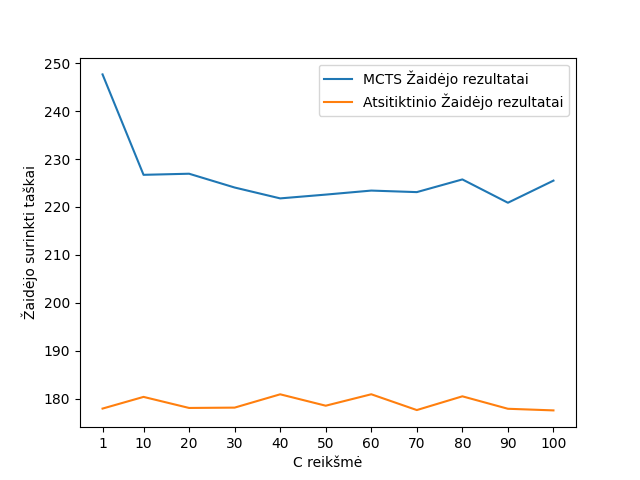 250
240
230
220
210
200
190
180
Žaidėjo surinkti taškai
MCTS Žaidėjo rezultatai
Atsitiktinio Žaidėjo rezultatai
1 10 20 30 40 50 60 70 80 90 100
C reikšmė